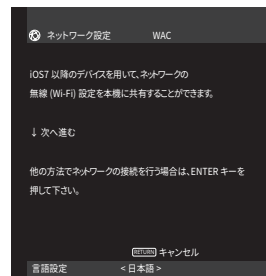 ネットワーク設定 WAC
iOS7 以降のデバイスを用いて、ネットワークの
無線 (Wi-Fi) 設定を本機に共有することができます。
↓ 次へ進む
他の方法でネットワークの接続を行う場合は、ENTER キーを
押して下さい。
RETURN キャンセル
言語設定 < 日本語 >